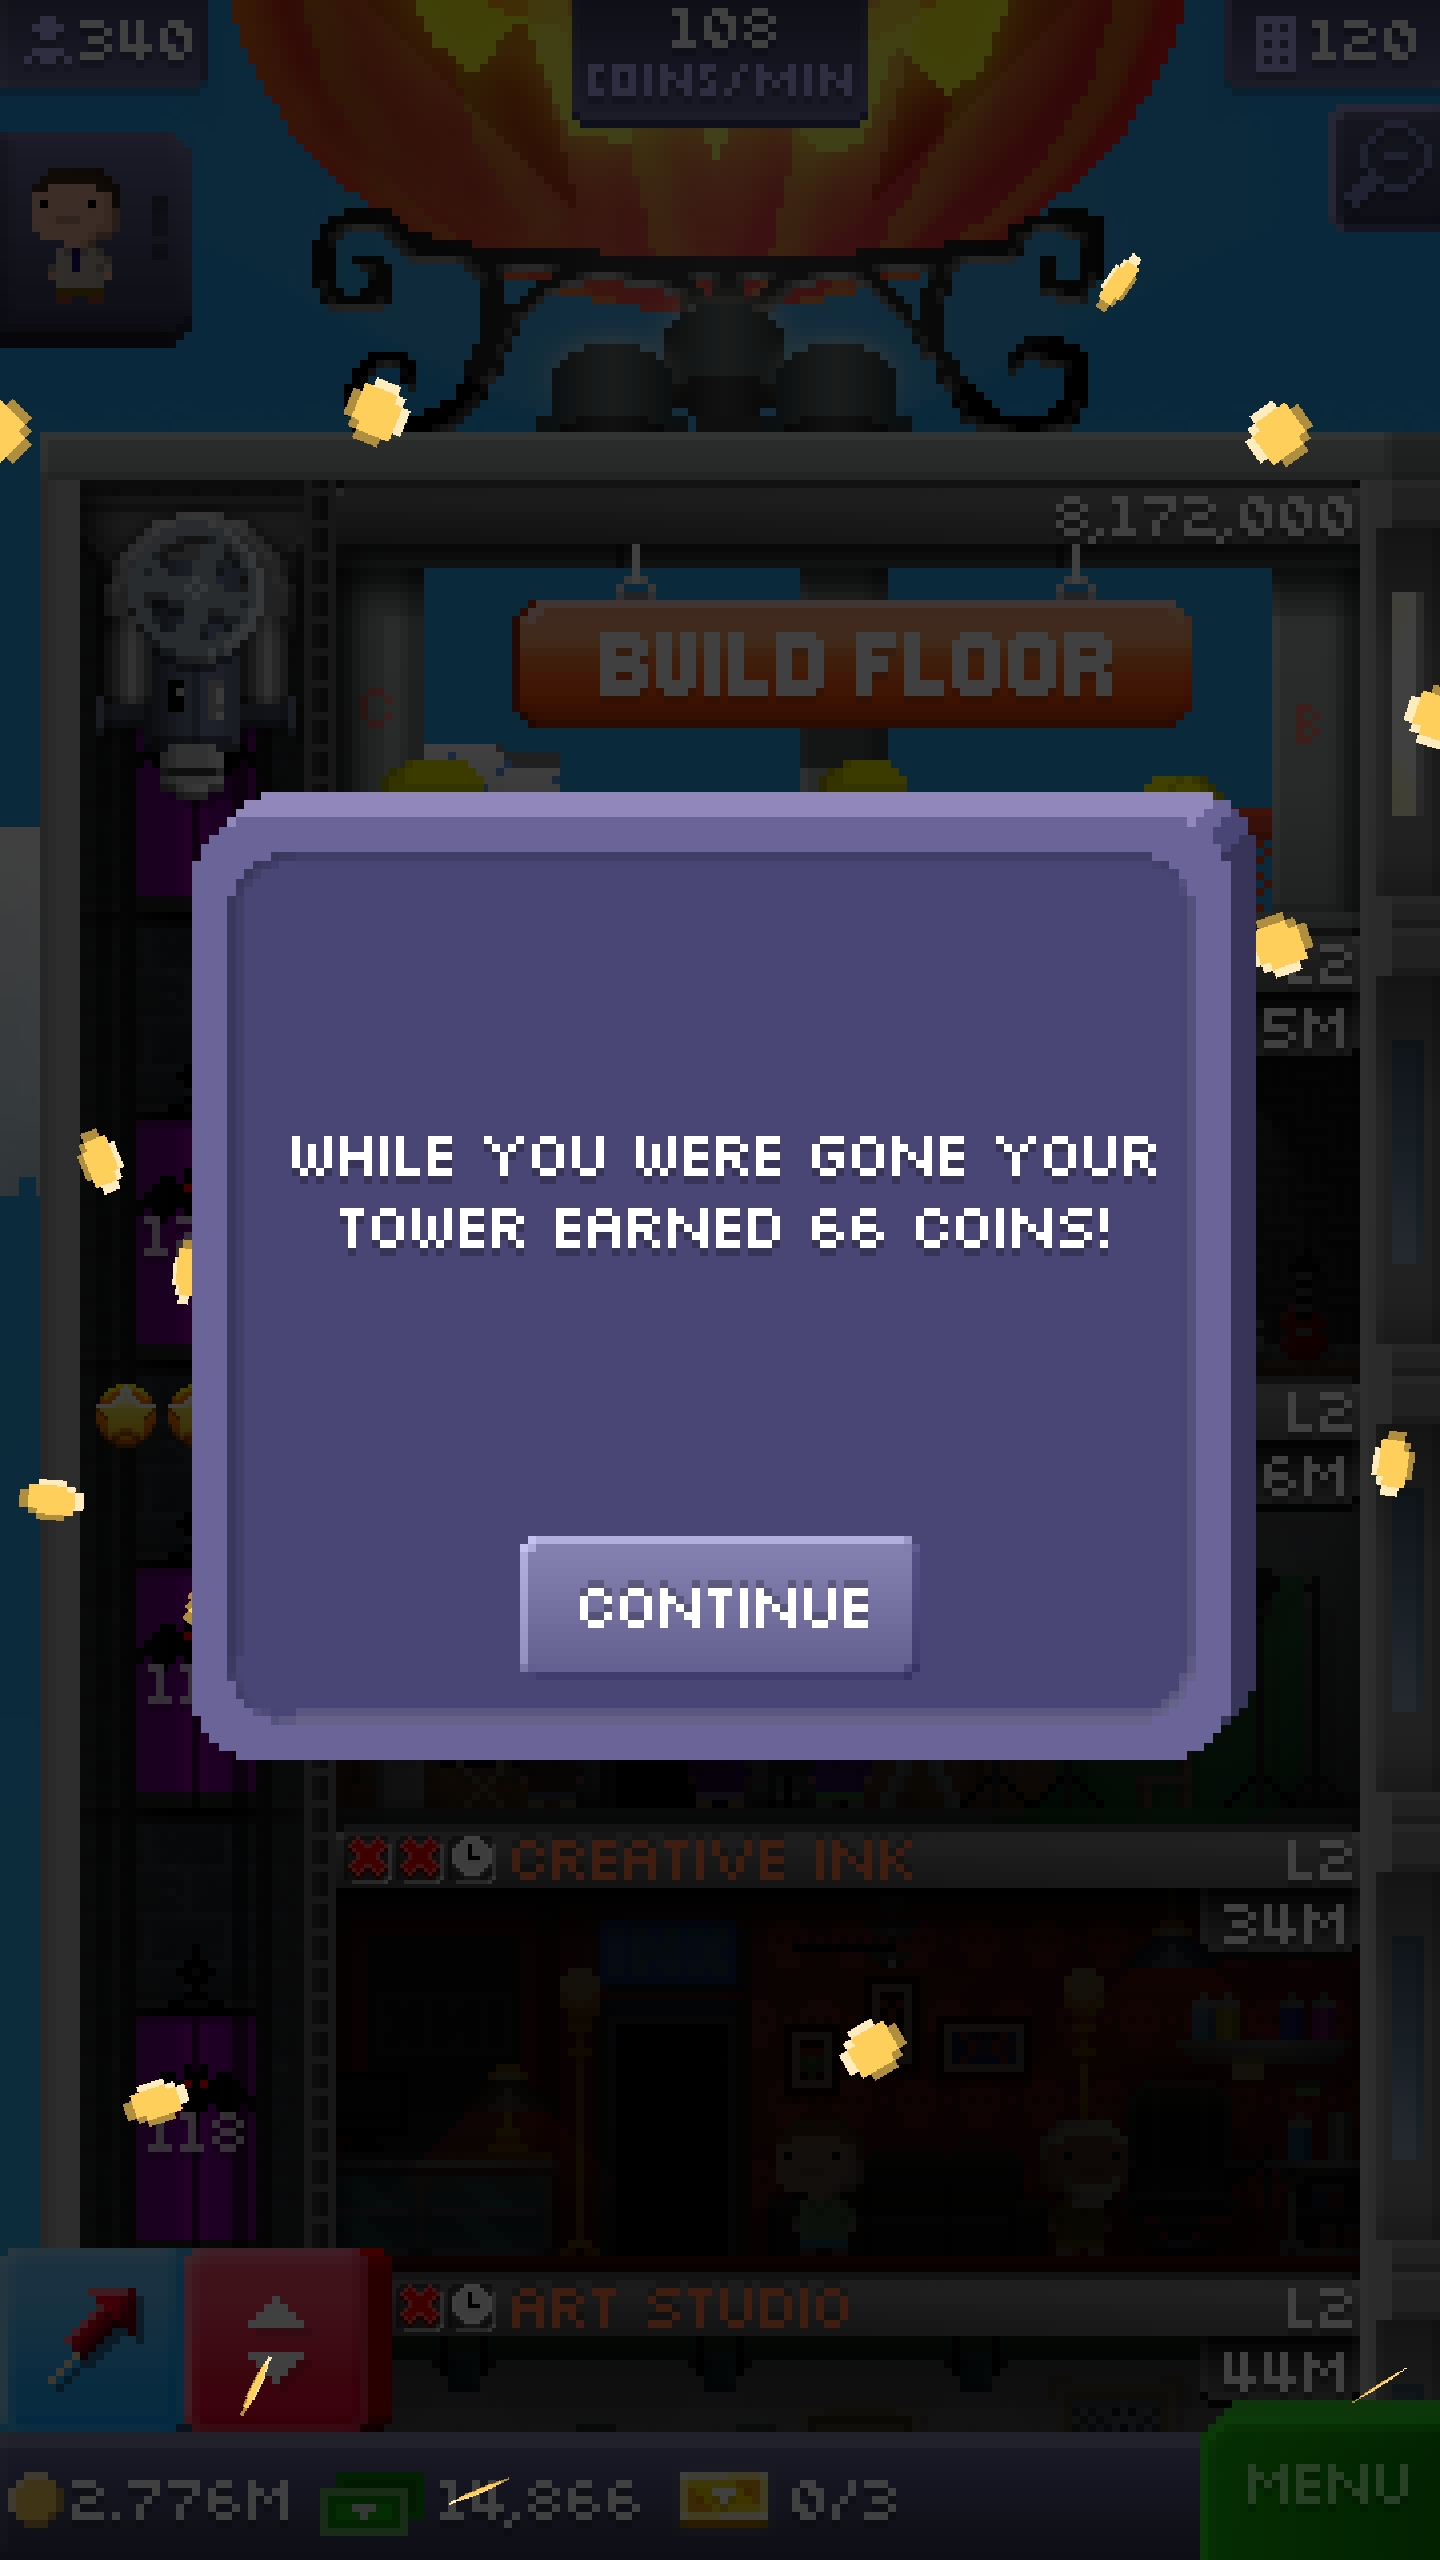 340
108
COINS/MIN
120
8,172,000
BUILD FLOOR
C
B
L2
5M
WHILE YOU WERE GONE YOUR
TOWER EARNED 66 COINS!
L2
6M
CONTINUE
CREATIVE INK
L2
34M
118
ART STUDIO
L2
44M
2.776M
14,866
0/3
MENU